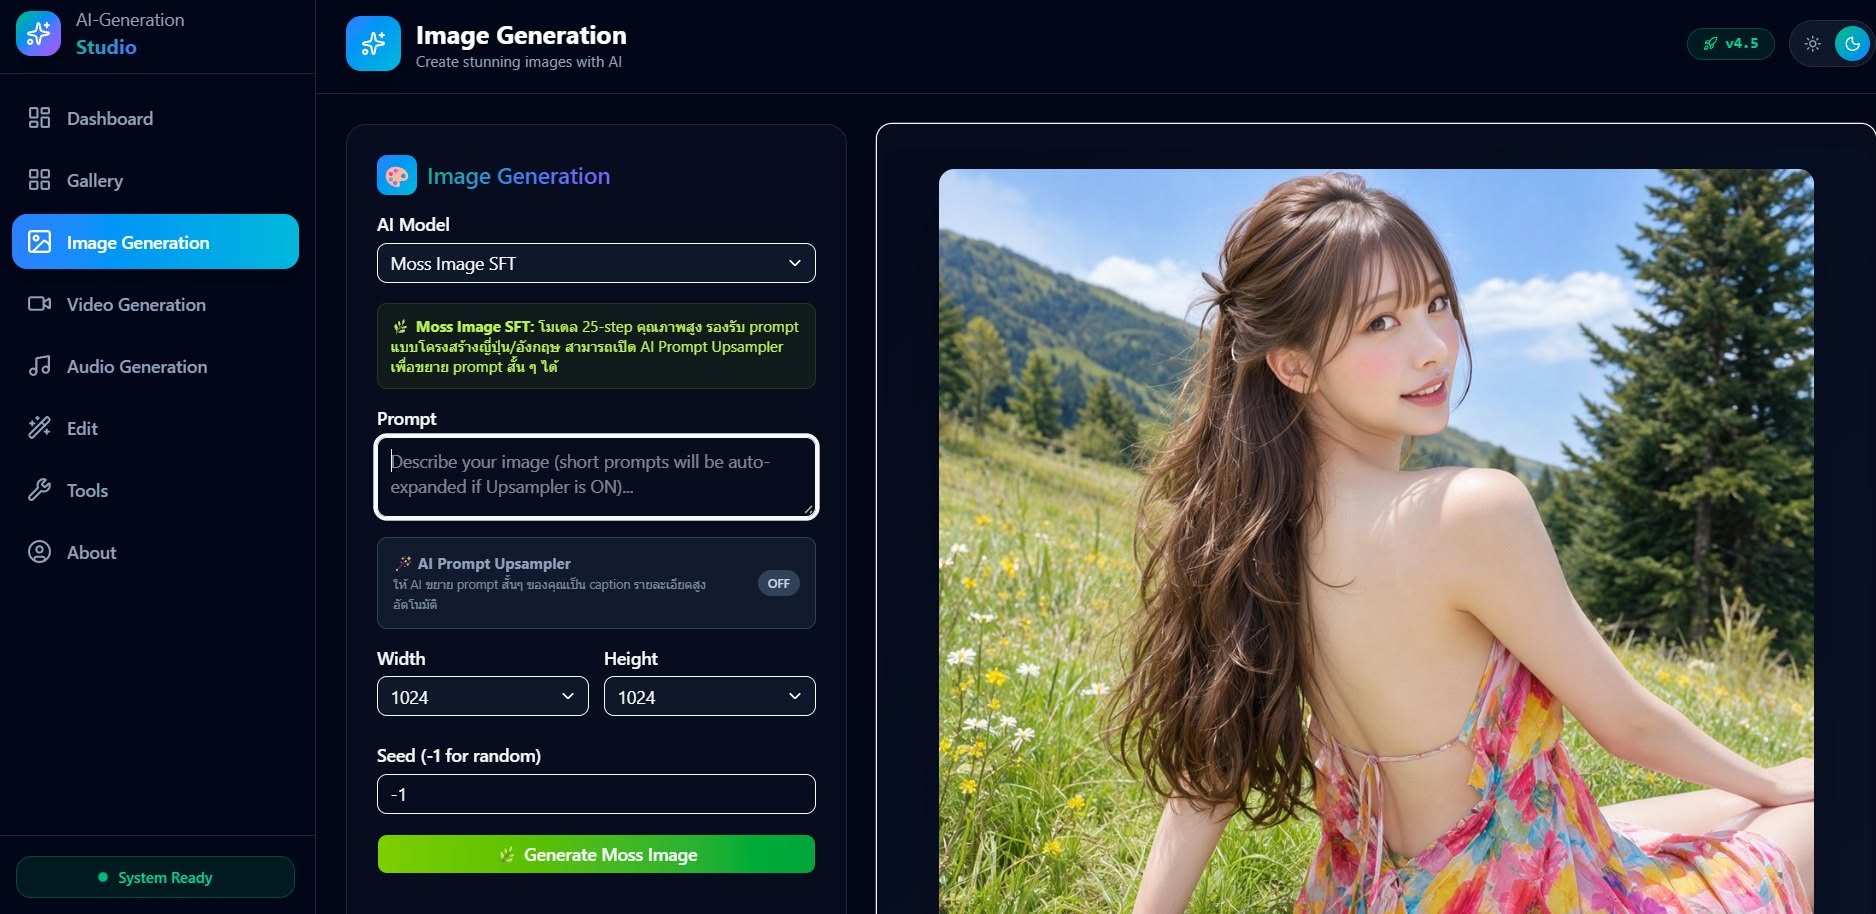 AI-Generation
Studio
Dashboard
Gallery
Image Generation
Video Generation
Audio Generation
Edit
Tools
About
System Ready
Image Generation
Create stunning images with AI
v4.5
Image Generation
AI Model
Moss Image SFT
Moss Image SFT: โมเดล 25-step คุณภาพสูง รองรับ prompt
แบบโครงสร้างญี่ปุ่น/อังกฤษ สามารถเปิด AI Prompt Upsampler
เพื่อขยาย prompt สั้น ๆ ได้
Prompt
Describe your image (short prompts will be auto-
expanded if Upsampler is ON)...
AI Prompt Upsampler
ให้ AI ขยาย prompt สั้นๆ ของคุณเป็น caption รายละเอียดสูง
อัตโนมัติ
OFF
Width
Height
1024
1024
Seed (-1 for random)
-1
Generate Moss Image